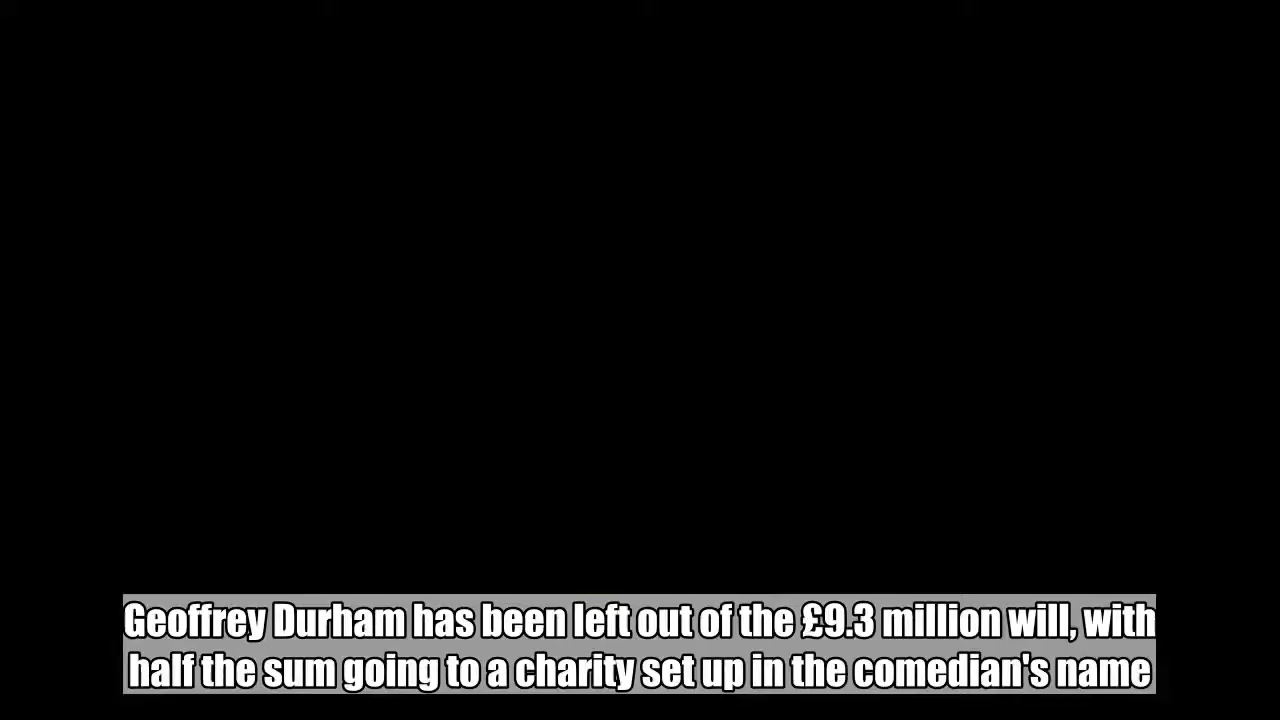 Geoffrey Durham has been left out of the £9.3 million will, with
half the sum going to a charity set up in the comedian's name